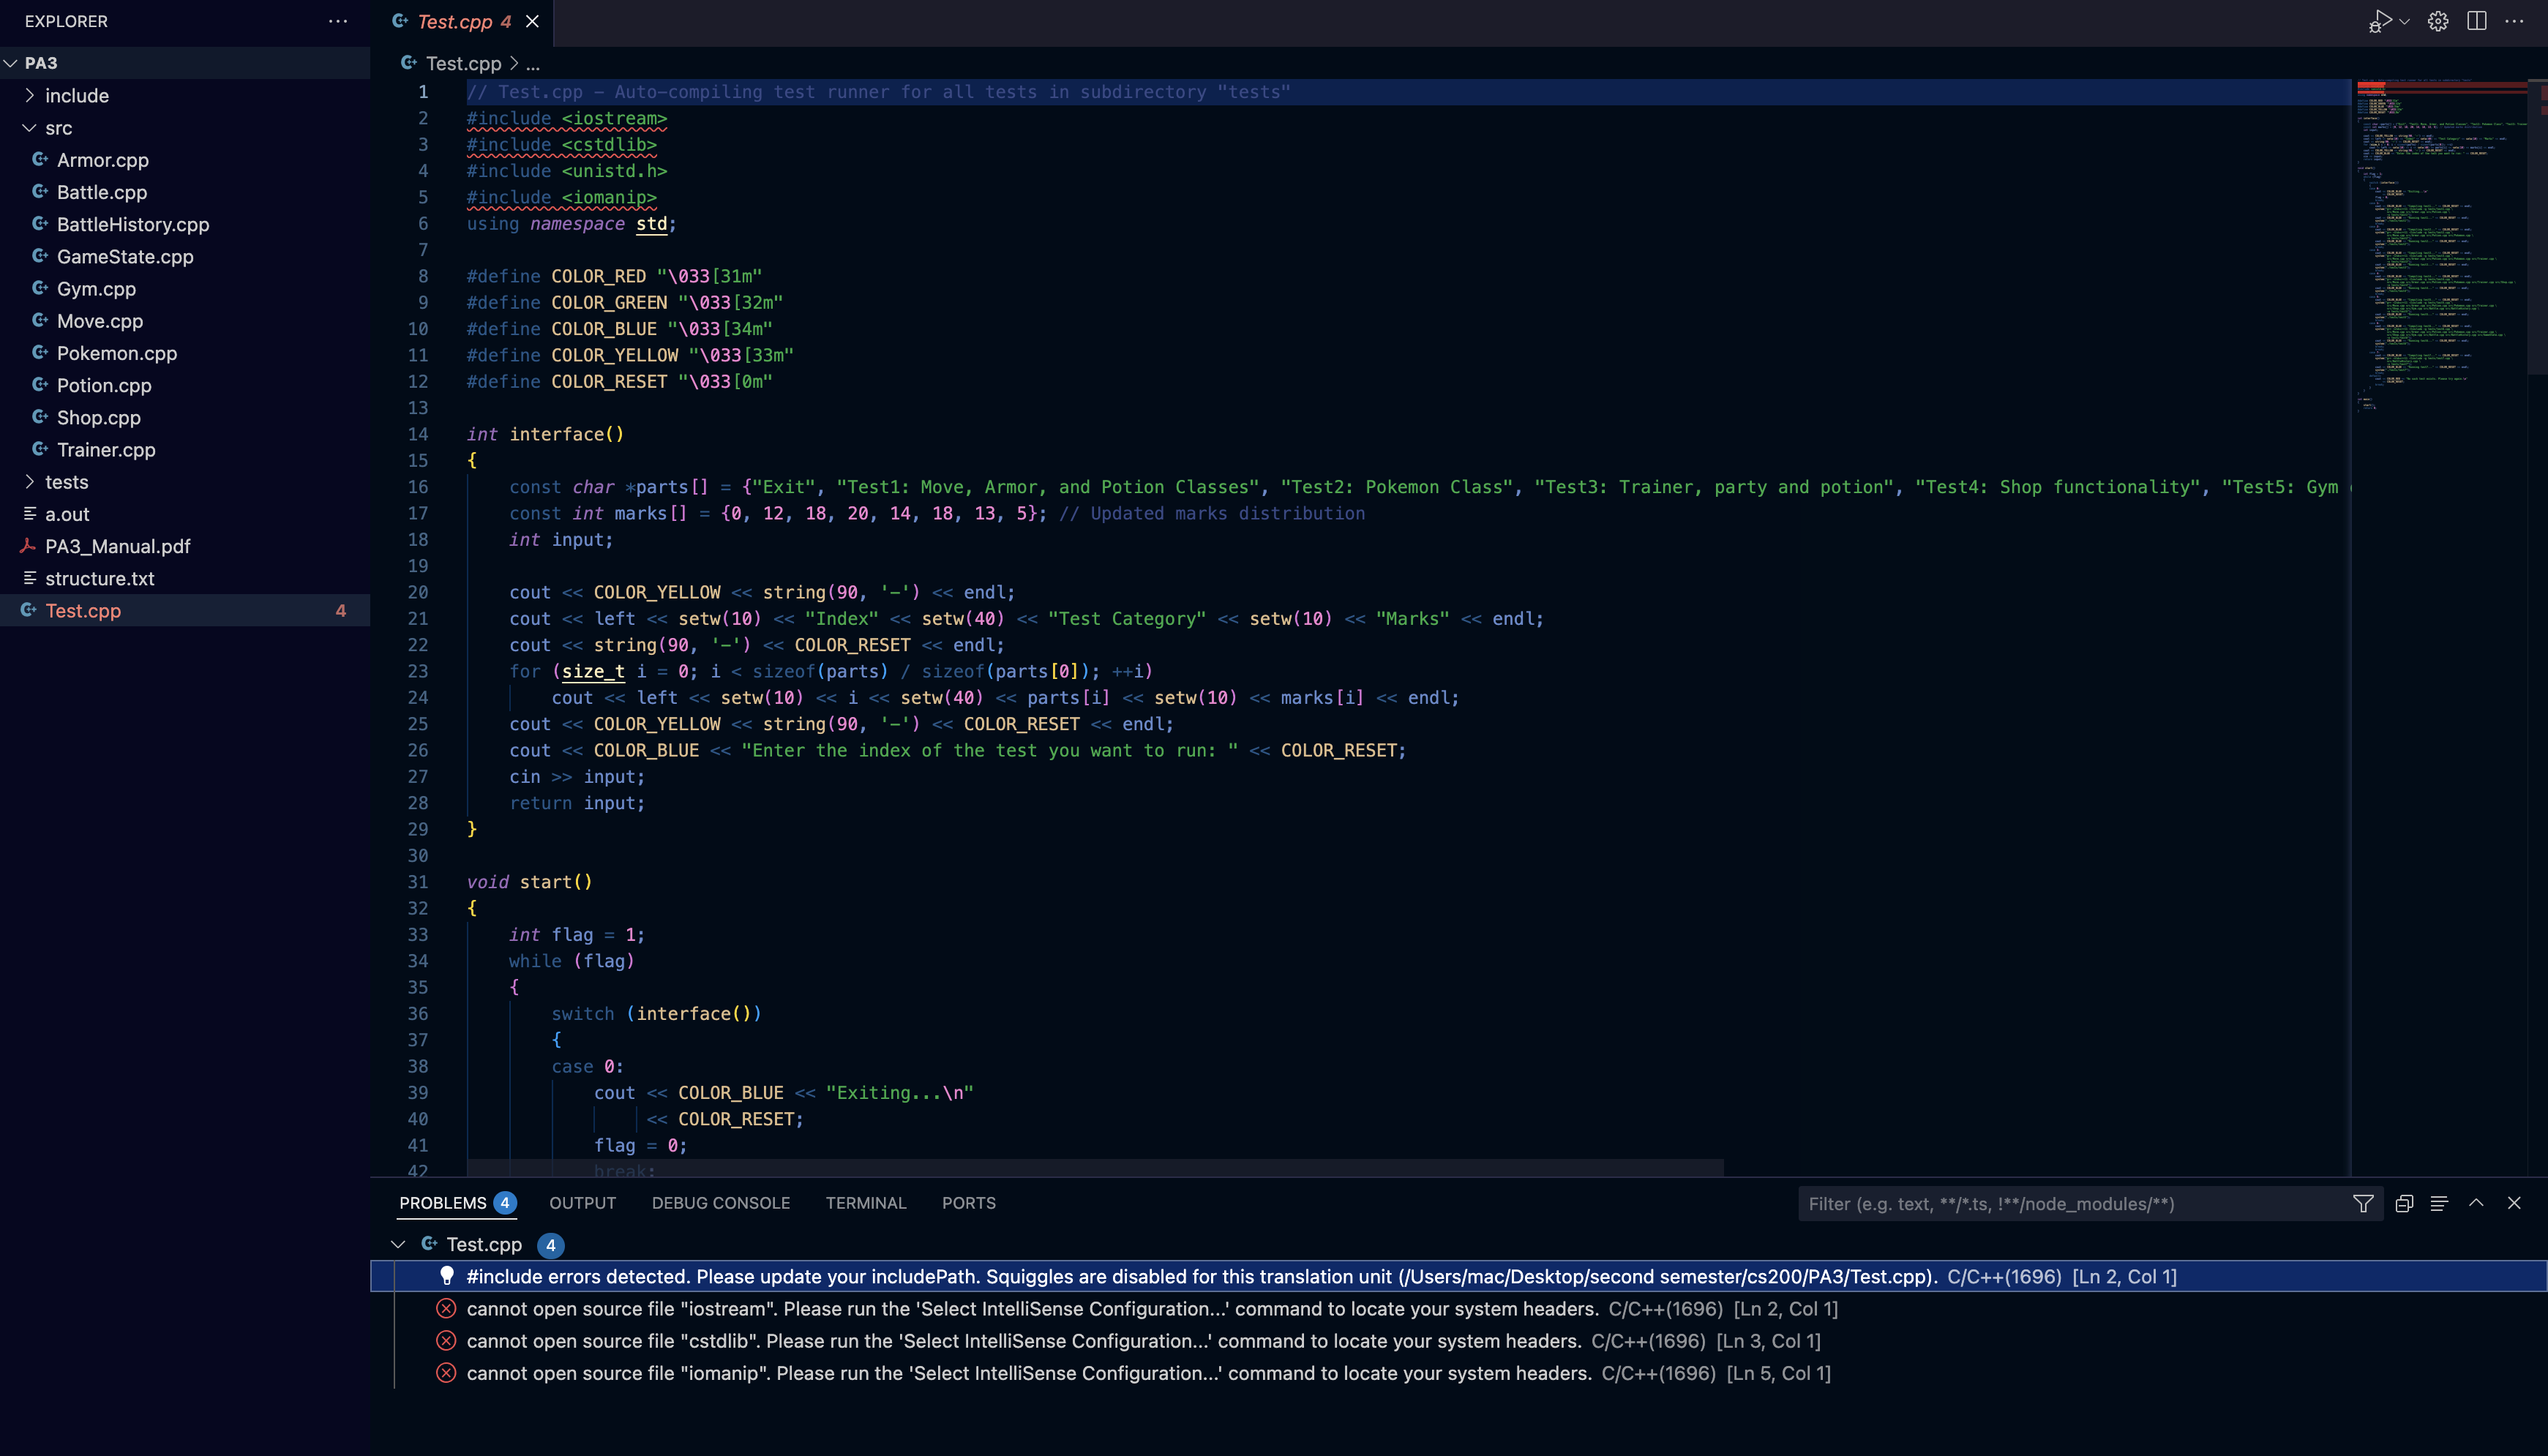 EXPLORER
PA3
include
src
Armor.cpp
Battle.cpp
BattleHistory.cpp
GameState.cpp
Gym.cpp
Move.cpp
Pokemon.cpp
Potion.cpp
Shop.cpp
Trainer.cpp
tests
a.out
PA3_Manual.pdf
structure.txt
Test.cpp 4
Test.cpp 4
Test.cpp > ...
1 // Test.cpp - Auto-compiling test runner for all tests in subdirectory "tests"
2 #include <iostream>
3 #include <cstdlib>
4 #include <unistd.h>
5 #include <iomanip>
6 using namespace std;
7
8 #define COLOR_RED "\033[31m"
9 #define COLOR_GREEN "\033[32m"
10 #define COLOR_BLUE "\033[34m"
11 #define COLOR_YELLOW "\033[33m"
12 #define COLOR_RESET "\033[0m"
13
14 int interface()
15 {
16 const char *parts[] = {"Exit", "Test1: Move, Armor, and Potion Classes", "Test2: Pokemon Class", "Test3: Trainer, party and potion", "Test4: Shop functionality", "Test5: Gym
17 const int marks[] = {0, 12, 18, 20, 14, 18, 13, 5}; // Updated marks distribution
18 int input;
19
20 cout << COLOR_YELLOW << string(90, '-') << endl;
21 cout << left << setw(10) << "Index" << setw(40) << "Test Category" << setw(10) << "Marks" << endl;
22 cout << string(90, '-') << COLOR_RESET << endl;
23 for (size_t i = 0; i < sizeof(parts) / sizeof(parts[0]); ++i)
24 cout << left << setw(10) << i << setw(40) << parts[i] << setw(10) << marks[i] << endl;
25 cout << COLOR_YELLOW << string(90, '-') << COLOR_RESET << endl;
26 cout << COLOR_BLUE << "Enter the index of the test you want to run: " << COLOR_RESET;
27 cin >> input;
28 return input;
29 }
30
31 void start()
32 {
33 int flag = 1;
34 while (flag)
35 {
36 switch (interface())
37 {
38 case 0:
39 cout << COLOR_BLUE << "Exiting...\n"
40 << COLOR_RESET;
41 flag = 0;
42 break;
PROBLEMS 4 OUTPUT DEBUG CONSOLE TERMINAL PORTS Filter (e.g. text, **/*.ts, !**/node_modules/**)
Test.cpp 4
#include errors detected. Please update your includePath. Squiggles are disabled for this translation unit (/Users/mac/Desktop/second semester/cs200/PA3/Test.cpp). C/C++(1696) [Ln 2, Col 1]
cannot open source file "iostream". Please run the 'Select IntelliSense Configuration...' command to locate your system headers. C/C++(1696) [Ln 2, Col 1]
cannot open source file "cstdlib". Please run the 'Select IntelliSense Configuration...' command to locate your system headers. C/C++(1696) [Ln 3, Col 1]
cannot open source file "iomanip". Please run the 'Select IntelliSense Configuration...' command to locate your system headers. C/C++(1696) [Ln 5, Col 1]